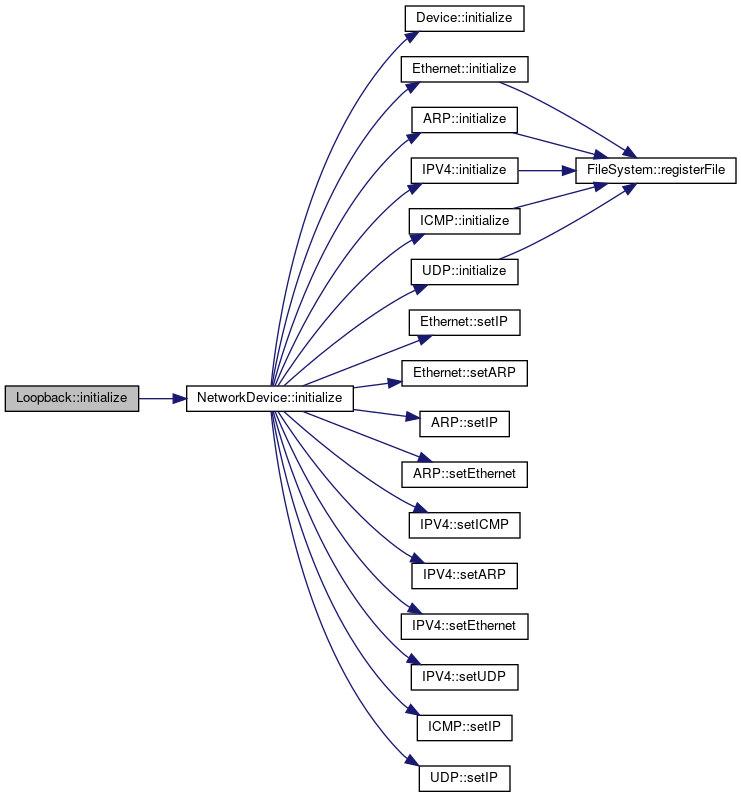 Device::initialize
Ethernet::initialize
ARP::initialize
IPV4::initialize
FileSystem::registerFile
ICMP::initialize
UDP::initialize
Ethernet::setIP
Ethernet::setARP
Loopback::initialize
NetworkDevice::initialize
ARP::setIP
ARP::setEthernet
IPV4::setICMP
IPV4::setARP
IPV4::setEthernet
IPV4::setUDP
ICMP::setIP
UDP::setIP